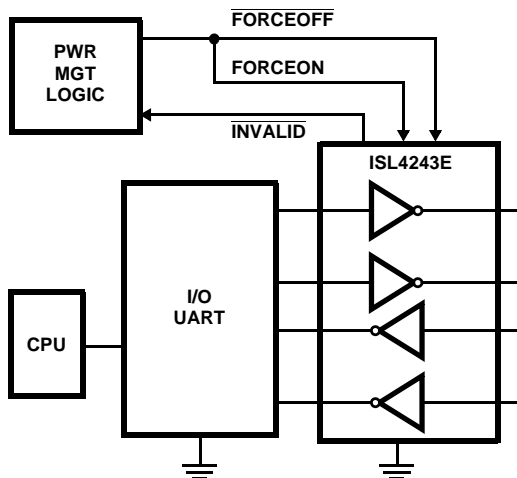 FORCEOFF
PWR
MGT
LOGIC
FORCEON
INVALID
ISL4243E
I/O
UART
CPU